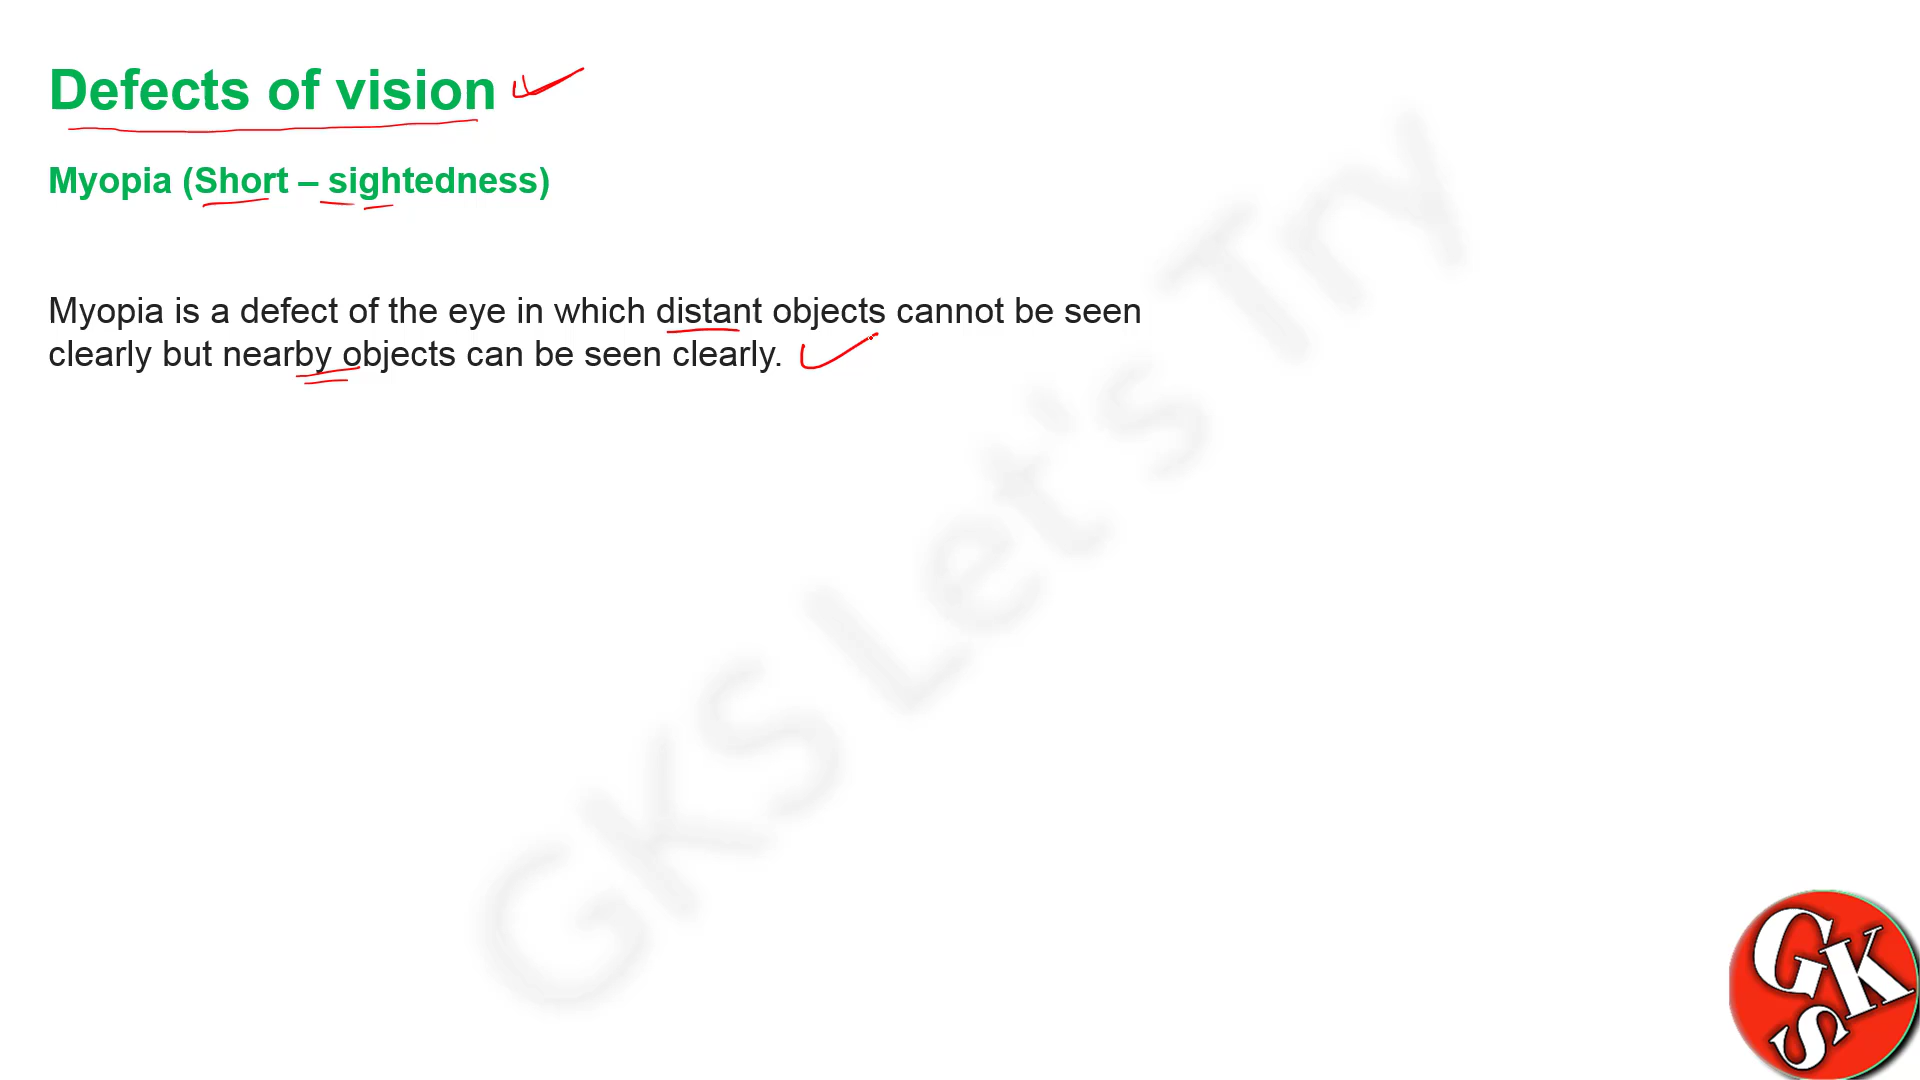 Defects of vision
Myopia (Short – sightedness)
Myopia is a defect of the eye in which distant objects cannot be seen
clearly but nearby objects can be seen clearly.
GKS Let's Try
GKS